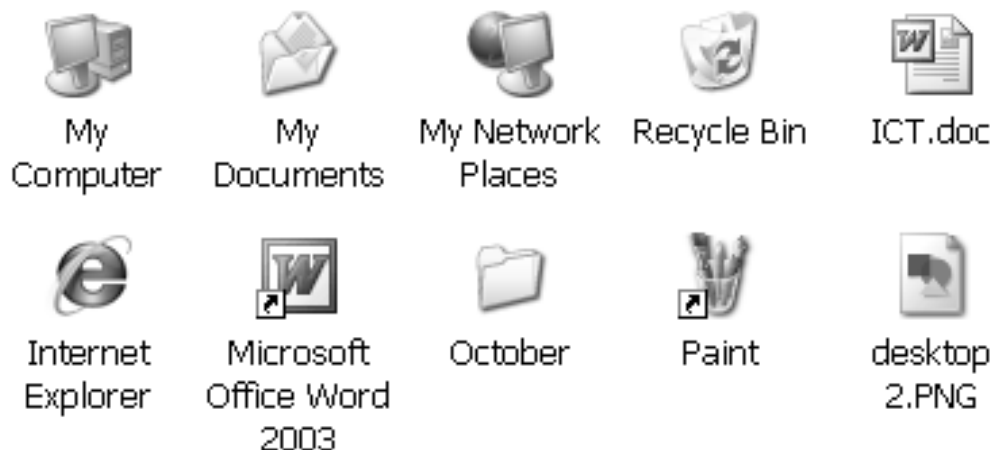 My
Computer
My
Documents
My Network
Places
Recycle Bin
W
ICT.doc
Internet
Explorer
W
Microsoft
Office Word
2003
October
Paint
desktop
2.PNG